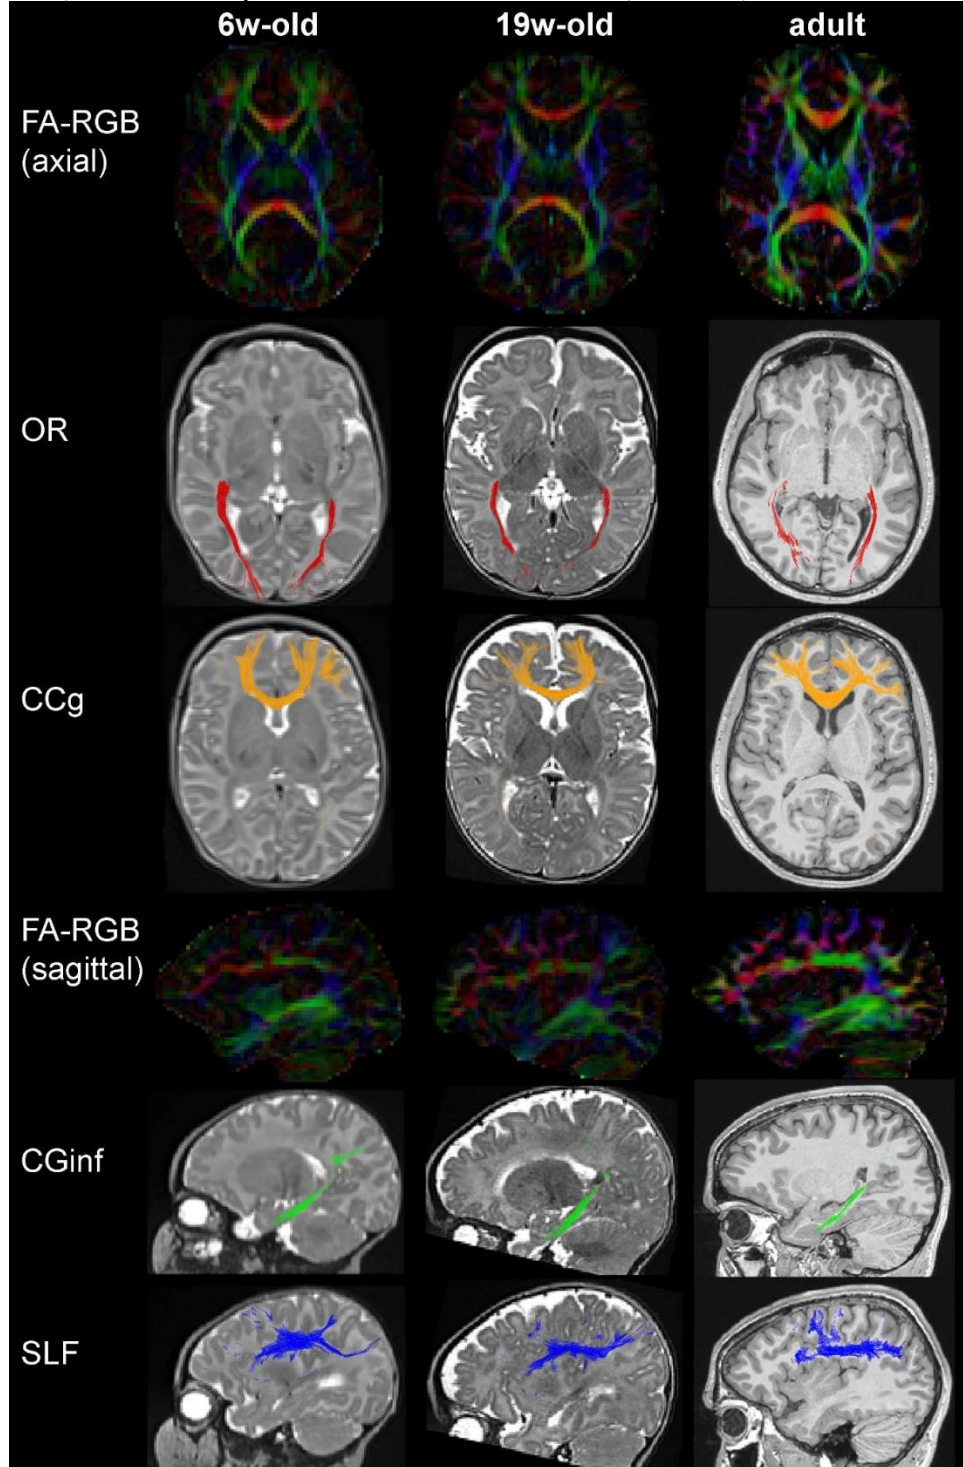 6w-old 19w-old adult
FA-RGB
(axial)
OR
CCg
FA-RGB
(sagittal)
CGinf
SLF